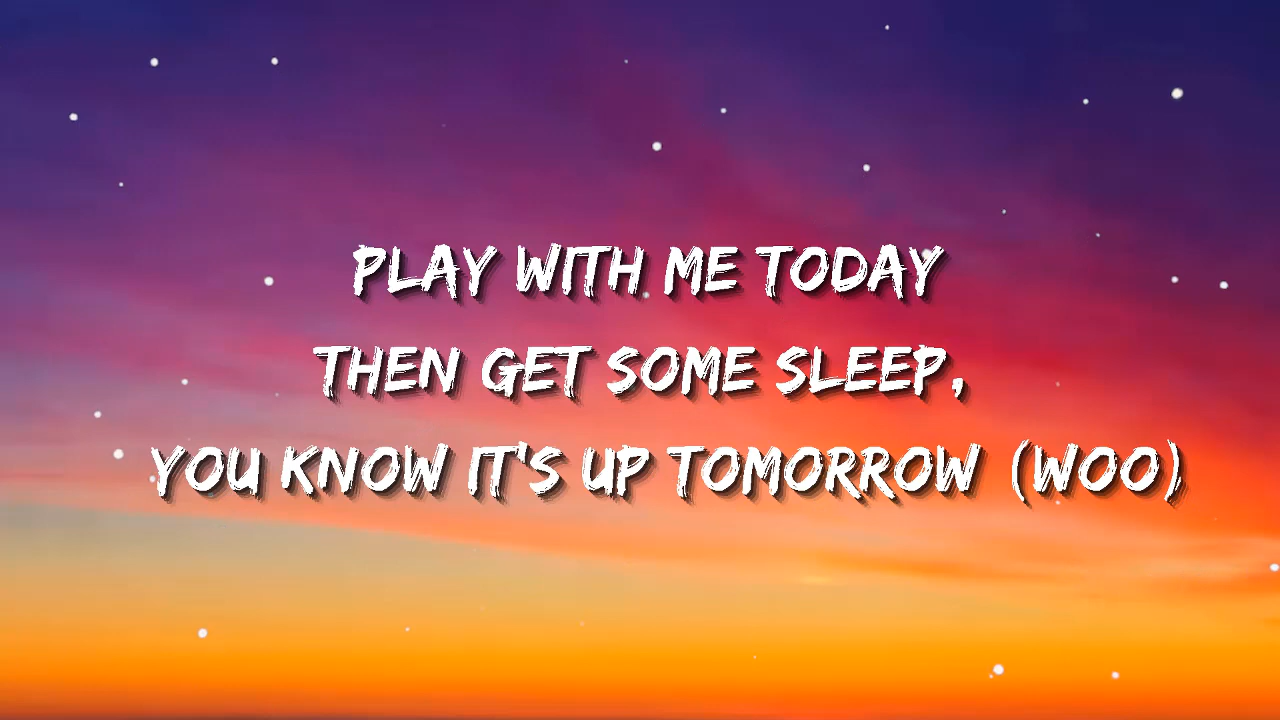 PLAY WITH ME TODAY
THEN GET SOME SLEEP,
YOU KNOW IT'S UP TOMORROW (WOO)